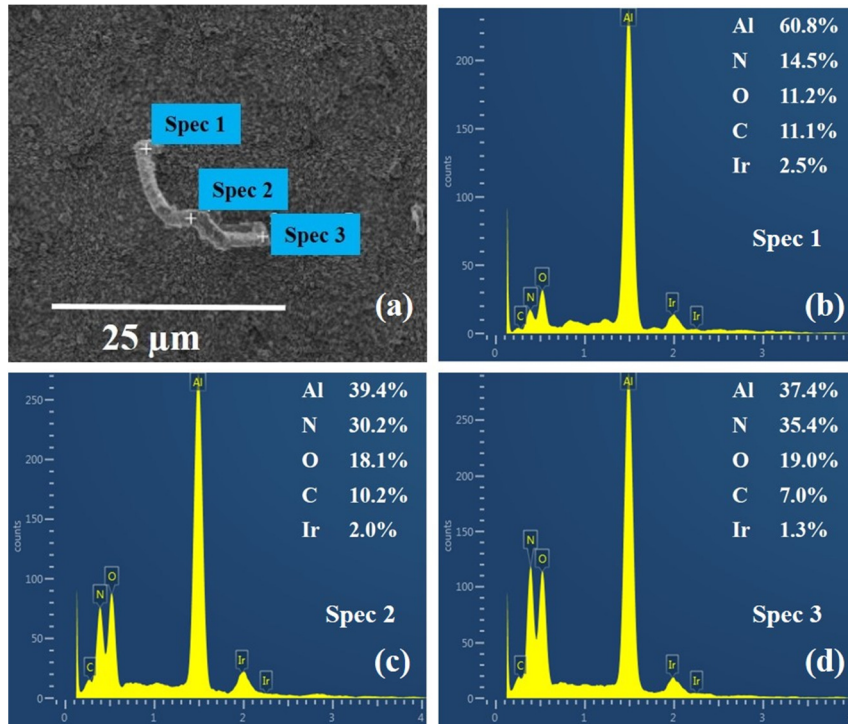 Spec 1
Spec 2
Spec 3
25 µm
(a)
Al 60.8%
N 14.5%
O 11.2%
C 11.1%
Ir 2.5%
Spec 1
(b)
counts
200
150
100
50
0
C
N
O
Al
Ir
Ir
0 1 2 3
Al 39.4%
N 30.2%
O 18.1%
C 10.2%
Ir 2.0%
Spec 2
(c)
counts
250
200
150
100
50
0
C
N
O
Al
Ir
Ir
0 1 2 3 4
Al 37.4%
N 35.4%
O 19.0%
C 7.0%
Ir 1.3%
Spec 3
(d)
counts
250
200
150
100
50
0
C
N
O
Al
Ir
Ir
0 1 2 3